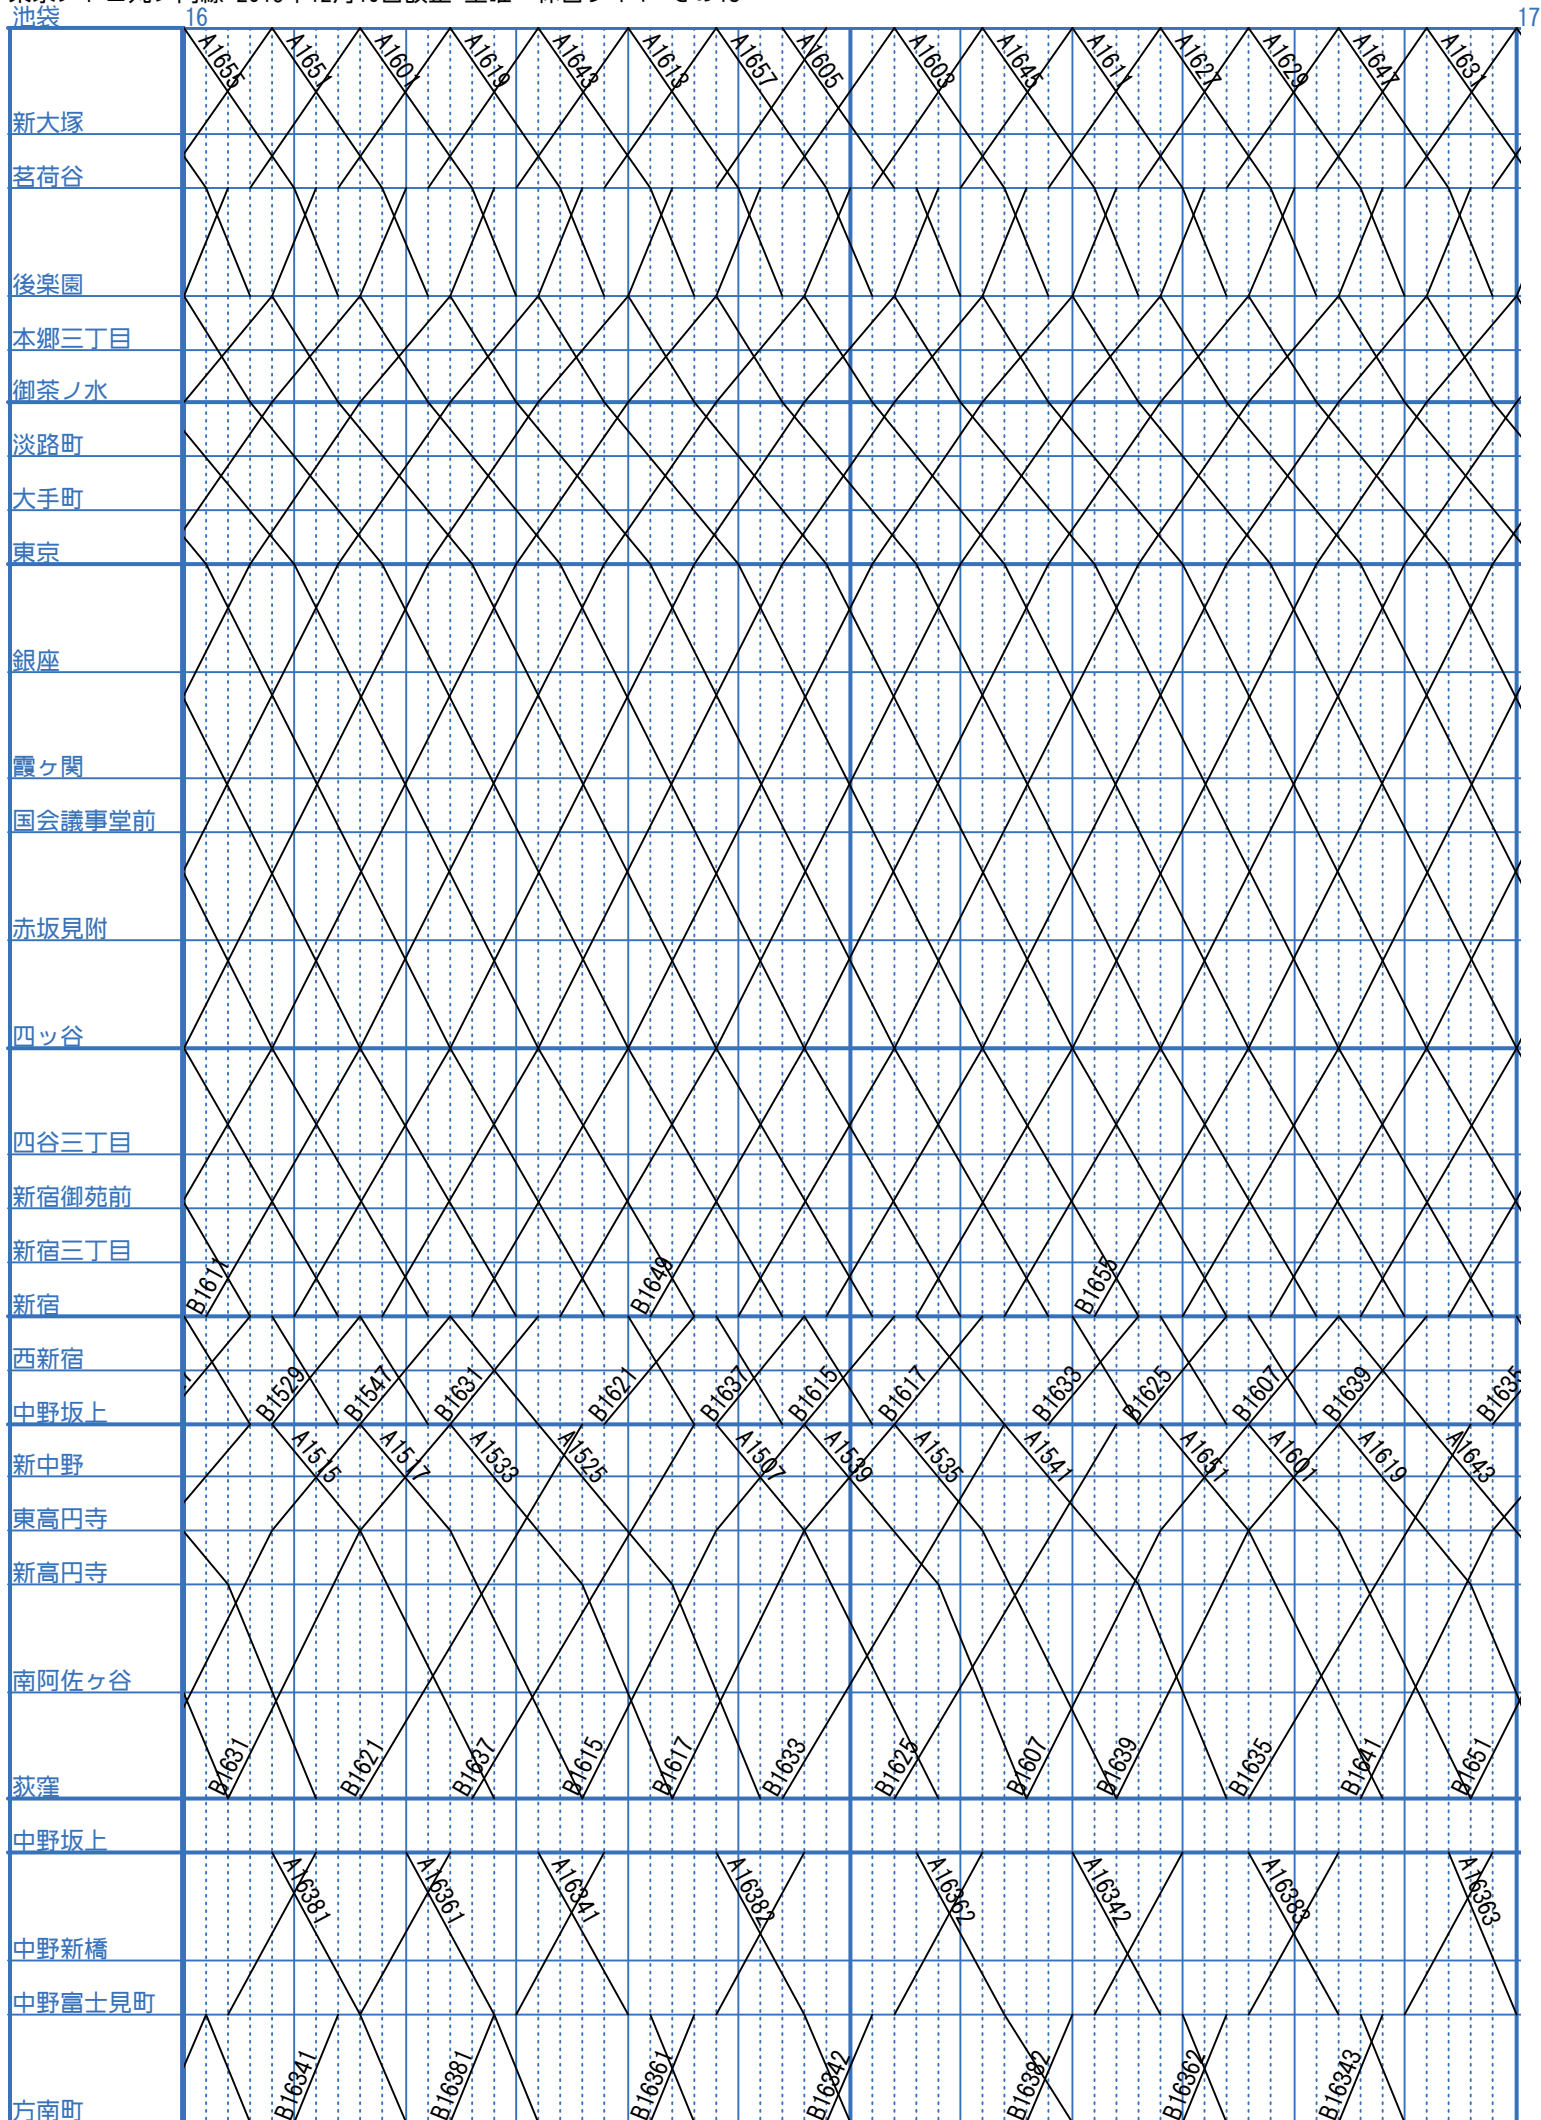 池袋 16 17
A1655 A1651 A1601 A1619 A1643 A1613 A1657 A1605 A1603 A1645 A1611 A1627 A1629 A1647 A1631
新大塚
茗荷谷
後楽園
本郷三丁目
御茶ノ水
淡路町
大手町
東京
銀座
霞ヶ関
国会議事堂前
赤坂見附
四ッ谷
四谷三丁目
新宿御苑前
新宿三丁目
B1611 B1649 B1655
新宿
西新宿
B1529 B1547 B1631 B1621 B1637 B1615 B1617 B1633 B1625 B1607 B1639 B1635
中野坂上
A1515 A1517 A1533 A1525 A1507 A1539 A1535 A1541 A1651 A1601 A1619 A1643
新中野
東高円寺
新高円寺
南阿佐ヶ谷
B1631 B1621 B1637 B1615 B1617 B1633 B1625 B1607 B1639 B1635 B1641 B1651
荻窪
中野坂上
A16381 A16361 A16341 A16382 A16362 A16342 A16383 A16363
中野新橋
中野富士見町
B16341 B16381 B16361 B16342 B16382 B16362 B16343
方南町